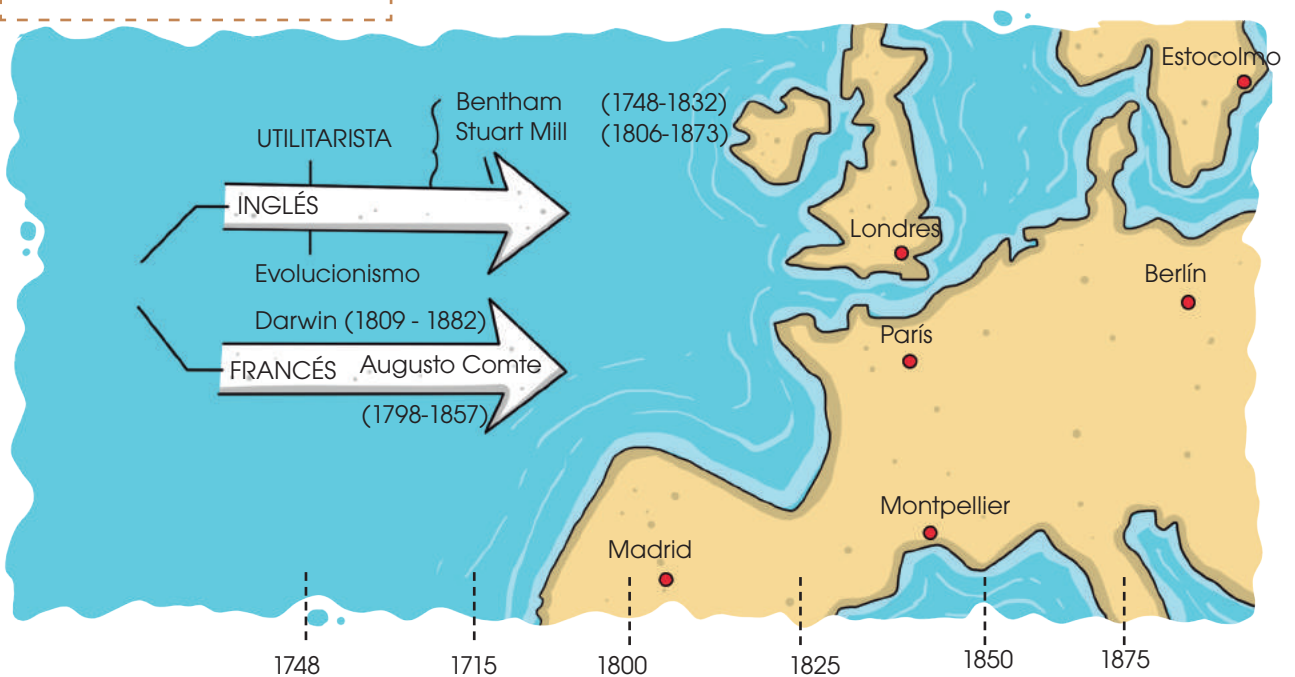 UTILITARISTA
Bentham (1748-1832)
Stuart Mill (1806-1873)
INGLÉS
Evolucionismo
Darwin (1809 - 1882)
FRANCÉS Augusto Comte
(1798-1857)
Estocolmo
Londres
Berlín
París
Montpellier
Madrid
1748 1715 1800 1825 1850 1875